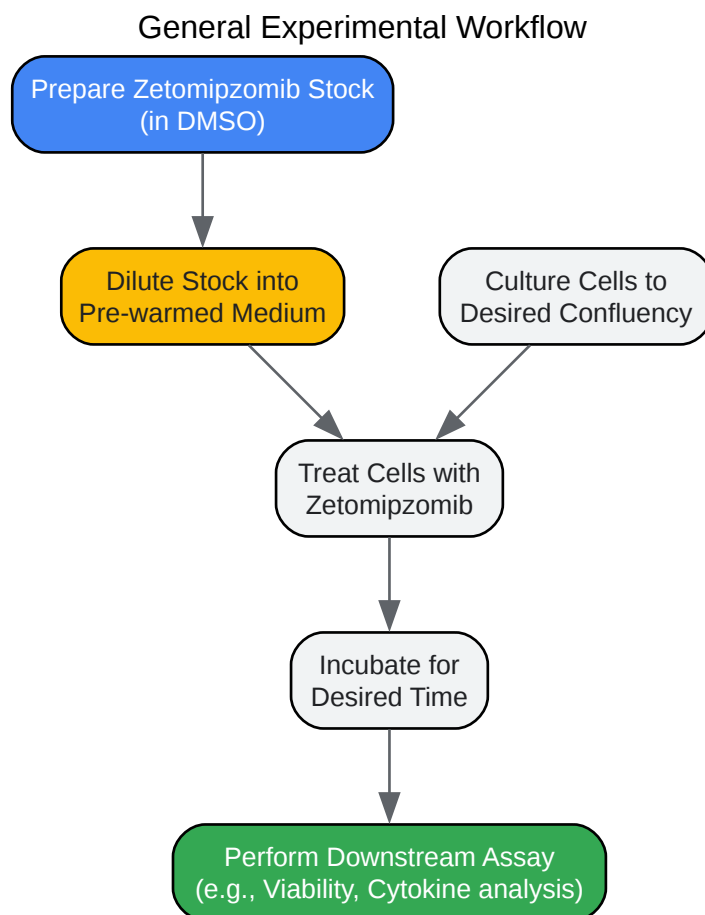 General Experimental Workflow
Prepare Zetomipzomib Stock
(in DMSO)
Dilute Stock into
Pre-warmed Medium
Culture Cells to
Desired Confluency
Treat Cells with
Zetomipzomib
Incubate for
Desired Time
Perform Downstream Assay
(e.g., Viability, Cytokine analysis)